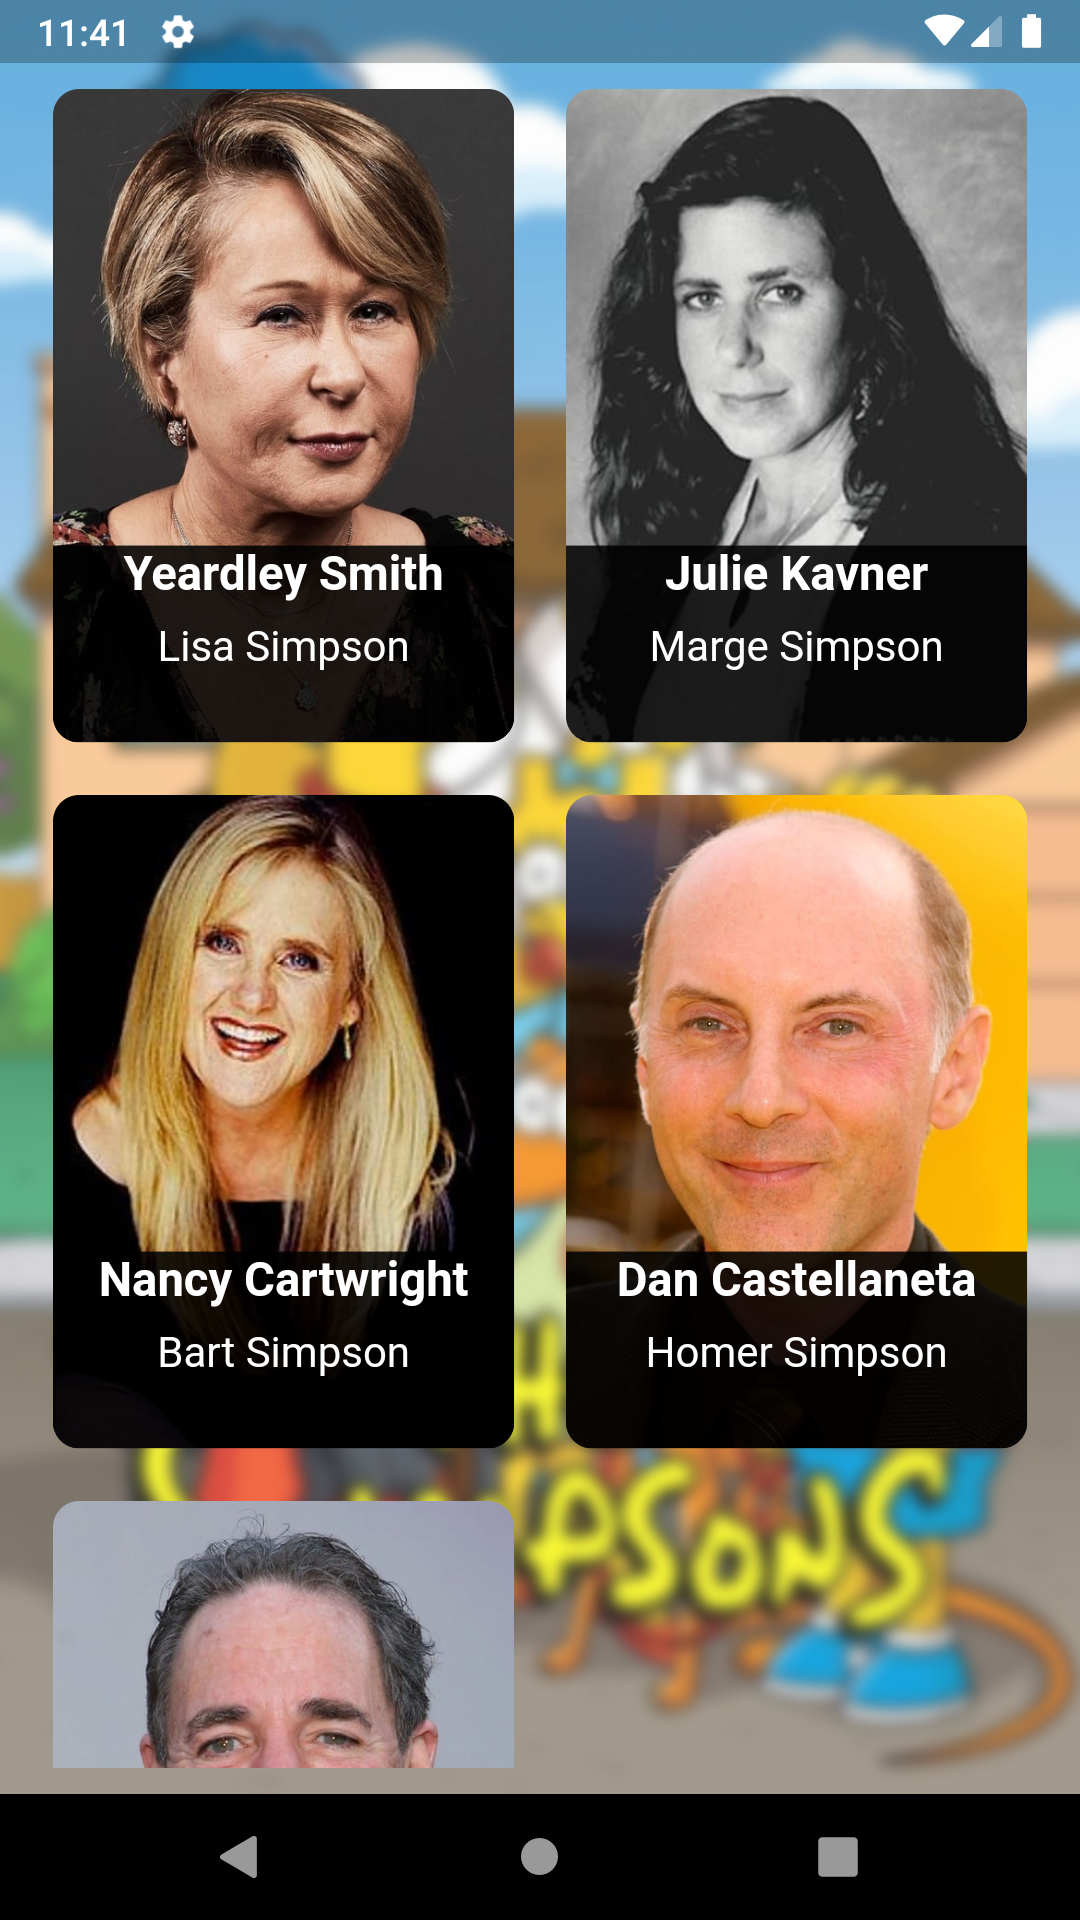 11:41
Yeardley Smith
Lisa Simpson
Julie Kavner
Marge Simpson
Nancy Cartwright
Bart Simpson
Dan Castellaneta
Homer Simpson